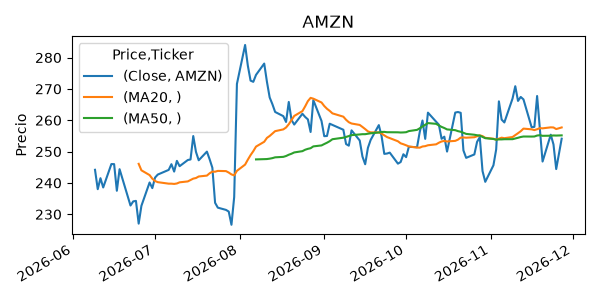 AMZN
Price,Ticker
(Close, AMZN)
(MA20, )
(MA50, )
Precio
280
270
260
250
240
230
2026-06
2026-07
2026-08
2026-09
2026-10
2026-11
2026-12